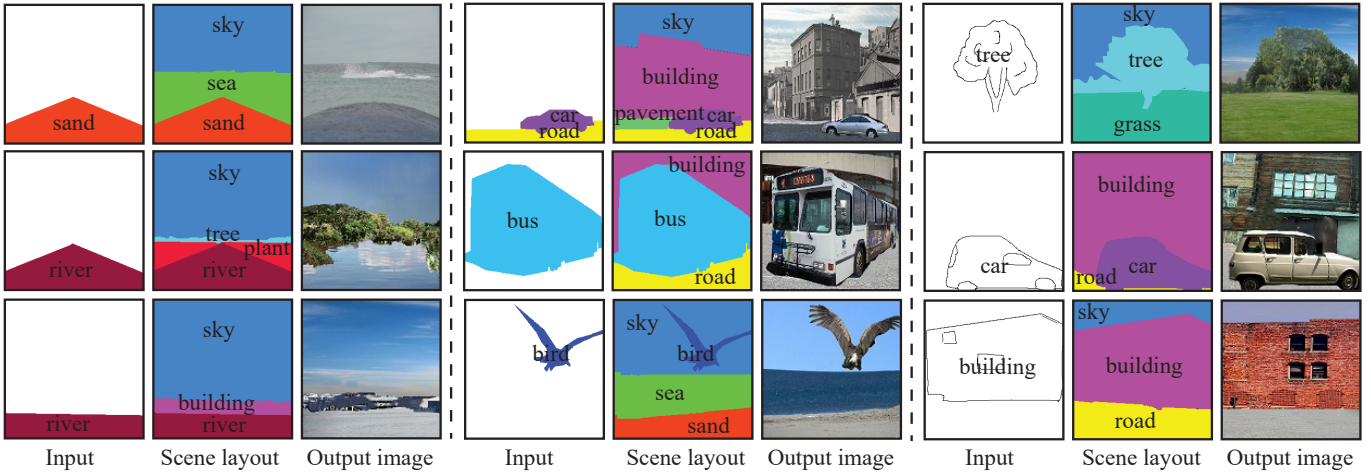 sky
sky
sky
sea
tree
tree
building
sand
sand
pavement
car
car
road
road
grass
sky
building
building
tree
bus
bus
plant
river
river
car
car
road
road
sky
sky
sky
bird
bird
building
building
building
sea
river
river
sand
road
Input
Scene layout
Output image
Input
Scene layout
Output image
Input
Scene layout
Output image